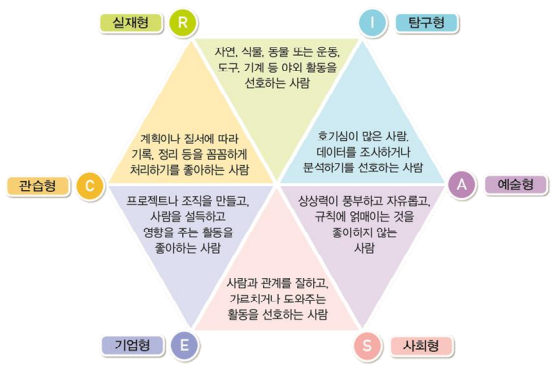 실재형
R
I
탐구형
자연, 식물, 동물 또는 운동,
도구, 기계 등 야외 활동을
선호하는 사람
계획이나 질서에 따라
기록, 정리 등을 꼼꼼하게
처리하기를 좋아하는 사람
호기심이 많은 사람,
데이터를 조사하거나
분석하기를 선호하는 사람
관습형
C
A
예술형
프로젝트나 조직을 만들고,
사람을 설득하고
영향을 주는 활동을
좋아하는 사람
상상력이 풍부하고 자유롭고,
규칙에 얽매이는 것을
좋아하지 않는
사람
사람과 관계를 잘하고,
가르치거나 도와주는
활동을 선호하는 사람
기업형
E
S
사회형